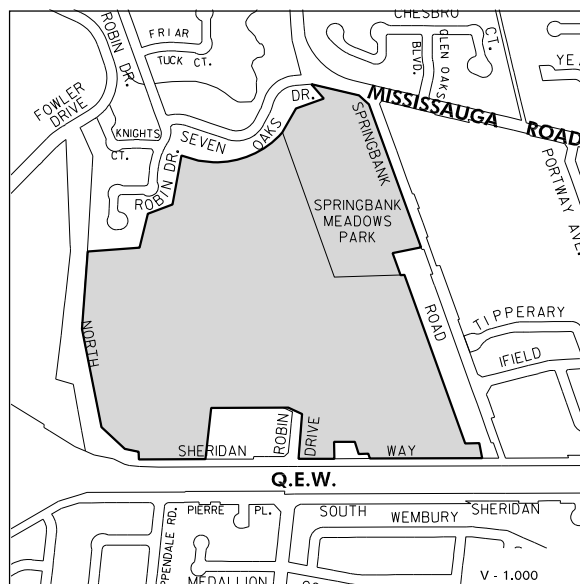 CHESBRO
CT.
ROBIN DR.
FRIAR
TUCK CT.
BLVD.
GLEN OAKS
YE
FOWLER
DRIVE
MISSISSAUGA ROAD
KNIGHTS
CT.
SEVEN OAKS DR.
ROBIN DR.
SPRINGBANK ROAD
PORTWAY AVE.
SPRINGBANK
MEADOWS
PARK
TIPPERARY
IFIELD
NORTH SHERIDAN WAY
ROBIN DRIVE
Q.E.W.
PPENDALE RD.
PIERRE PL.
SOUTH SHERIDAN
WEMBURY
MEDALLION
V - 1.000